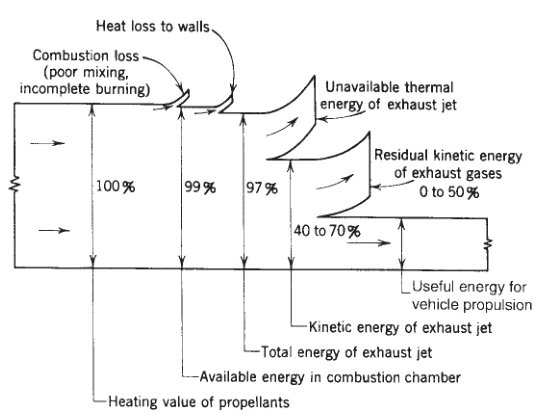 Heat loss to walls
Combustion loss
(poor mixing,
incomplete burning)
Unavailable thermal
energy of exhaust jet
Residual kinetic energy
of exhaust gases
0 to 50%
100%
99%
97%
40 to 70%
Useful energy for
vehicle propulsion
Kinetic energy of exhaust jet
Total energy of exhaust jet
Available energy in combustion chamber
Heating value of propellants